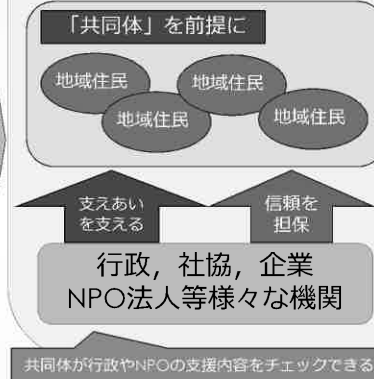 「共同体」を前提に
地域住民
地域住民
地域住民
地域住民
支えあい
を支える
信頼を
担保
行政，社協，企業
NPO法人等様々な機関
共同体が行政やNPOの支援内容をチェックできる